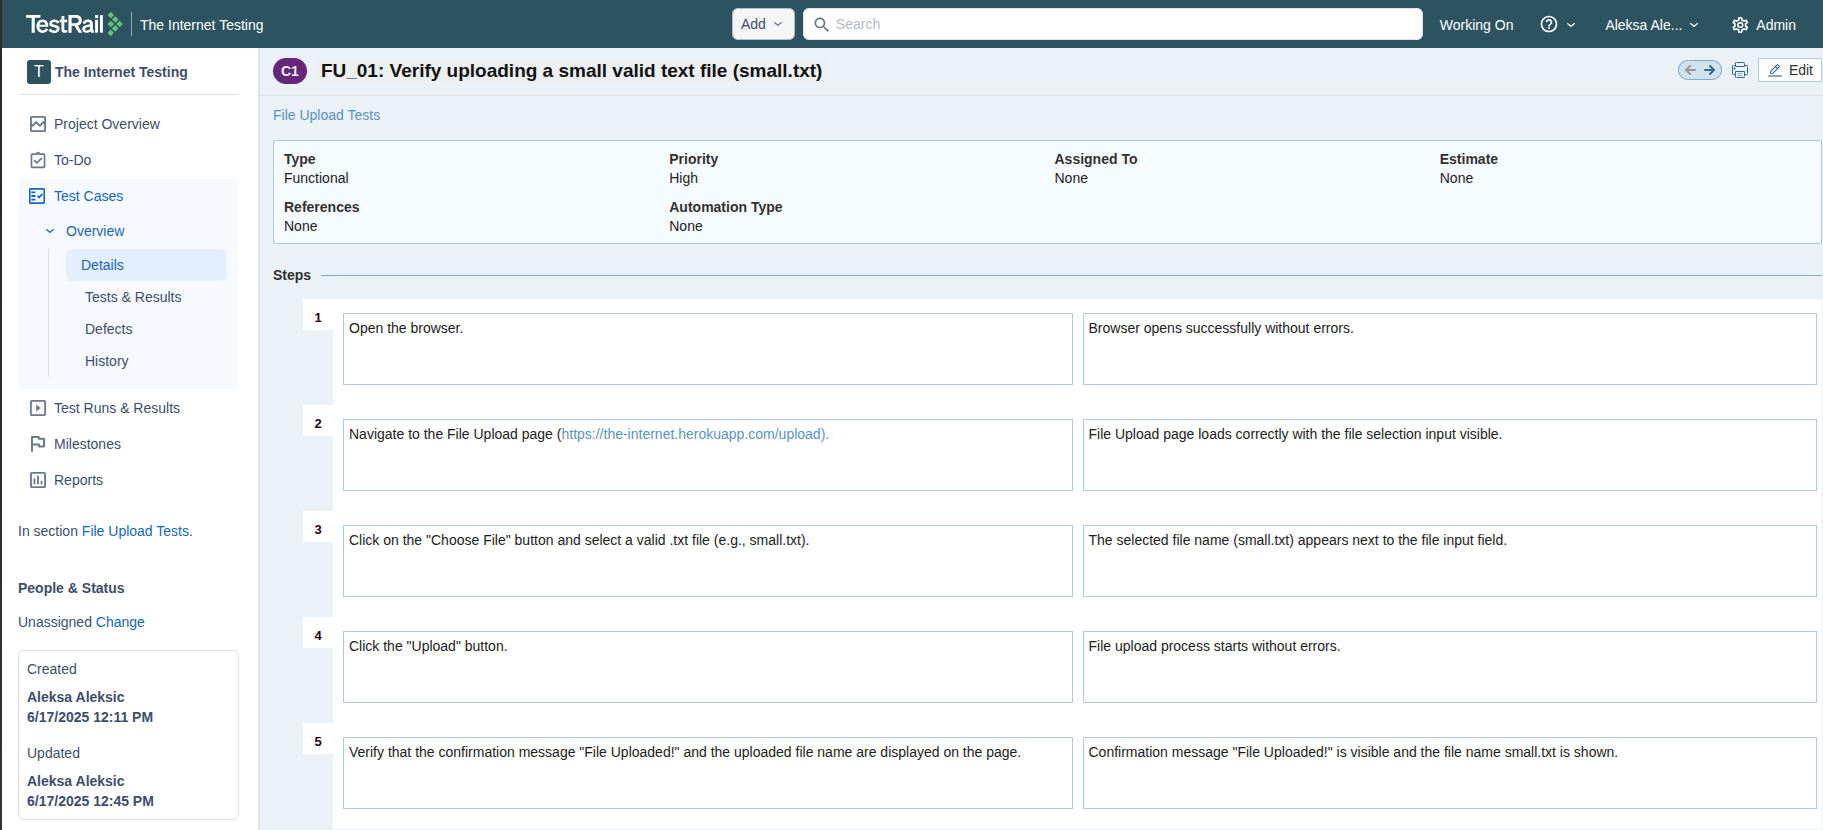 TestRail
The Internet Testing
Add
Search
Working On
Aleksa Ale...
Admin
T The Internet Testing
Project Overview
To-Do
Test Cases
Overview
Details
Tests & Results
Defects
History
Test Runs & Results
Milestones
Reports
In section File Upload Tests.
People & Status
Unassigned Change
Created
Aleksa Aleksic
6/17/2025 12:11 PM
Updated
Aleksa Aleksic
6/17/2025 12:45 PM
C1 FU_01: Verify uploading a small valid text file (small.txt)
Edit
File Upload Tests
Type Priority Assigned To Estimate
Functional High None None
References Automation Type
None None
Steps
1
Open the browser.
Browser opens successfully without errors.
2
Navigate to the File Upload page (https://the-internet.herokuapp.com/upload).
File Upload page loads correctly with the file selection input visible.
3
Click on the "Choose File" button and select a valid .txt file (e.g., small.txt).
The selected file name (small.txt) appears next to the file input field.
4
Click the "Upload" button.
File upload process starts without errors.
5
Verify that the confirmation message "File Uploaded!" and the uploaded file name are displayed on the page.
Confirmation message "File Uploaded!" is visible and the file name small.txt is shown.